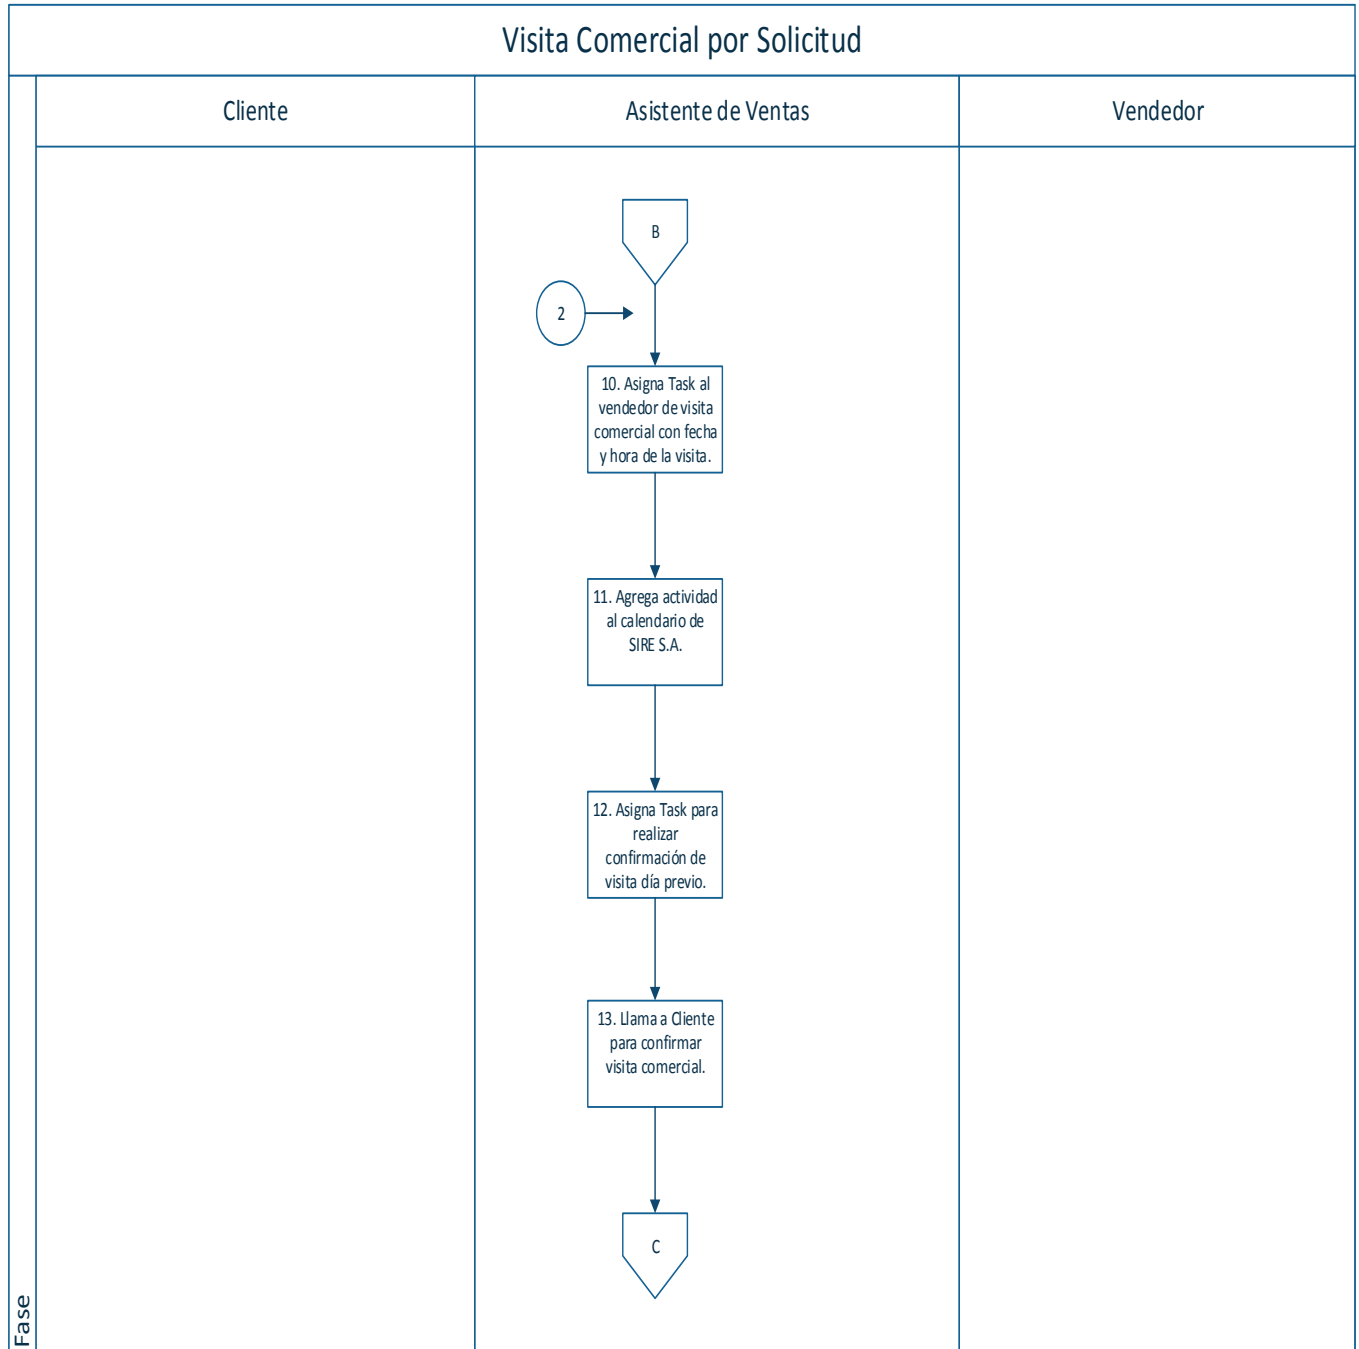 Visita Comercial por Solicitud
Cliente
Asistente de Ventas
Vendedor
B
2
10. Asigna Task al
vendedor de visita
comercial con fecha
y hora de la visita.
11. Agrega actividad
al calendario de
SIRE S.A.
12. Asigna Task para
realizar
confirmación de
visita día previo.
13. Llama a Cliente
para confirmar
visita comercial.
C
Fase